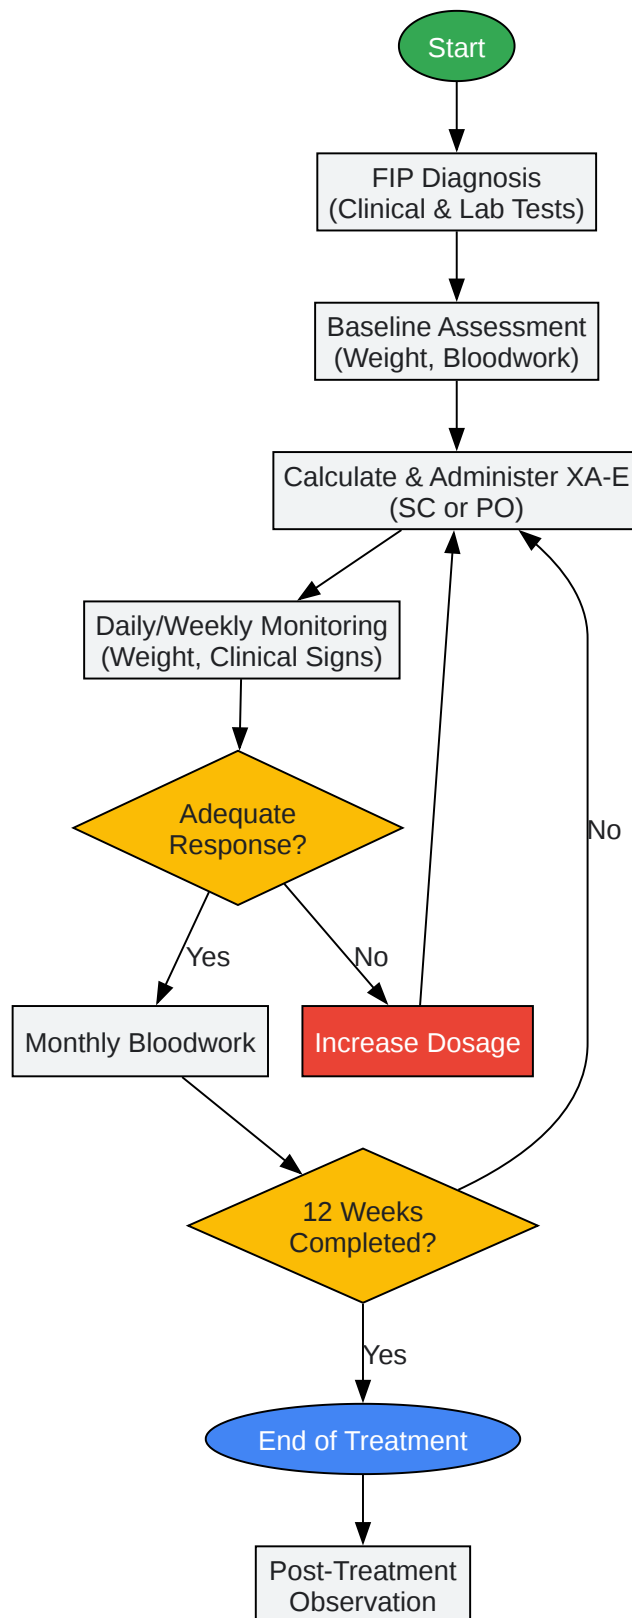 Start
FIP Diagnosis
(Clinical & Lab Tests)
Baseline Assessment
(Weight, Bloodwork)
Calculate & Administer XA-E
(SC or PO)
Daily/Weekly Monitoring
(Weight, Clinical Signs)
Adequate
Response?
No
Yes
No
Monthly Bloodwork
Increase Dosage
12 Weeks
Completed?
Yes
End of Treatment
Post-Treatment
Observation